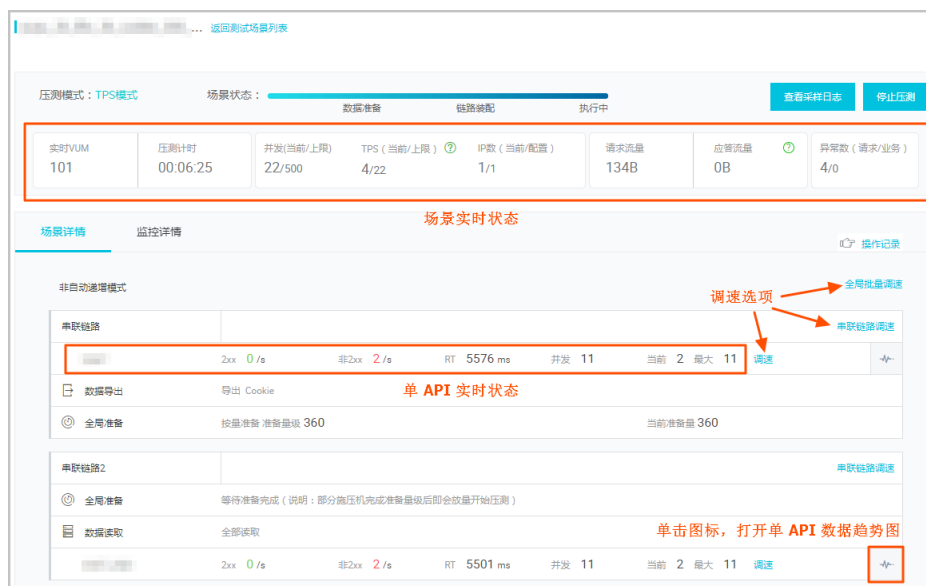 ... 返回测试场景列表
压测模式：TPS模式 场景状态： 数据准备 链路装配 执行中 查看采样日志 停止压测
实时VUM 压测计时 并发(当前/上限) TPS（当前/上限） IP数（当前/配置） 请求流量 应答流量 异常数（请求/业务）
101 00:06:25 22/500 4/22 1/1 134B 0B 4/0
场景实时状态
场景详情 监控详情
操作记录
非自动递增模式 调速选项 全局批量调速
串联链路 串联链路调速
2xx 0 /s 非2xx 2 /s RT 5576 ms 并发 11 当前 2 最大 11 调速
数据导出 导出 Cookie 单 API 实时状态
全局准备 按量准备 准备量级 360 当前准备量 360
串联链路2 串联链路调速
全局准备 等待准备完成（说明：部分施压机完成准备量级后即会放量开始压测）
数据读取 全部读取 单击图标，打开单 API 数据趋势图
2xx 0 /s 非2xx 2 /s RT 5501 ms 并发 11 当前 2 最大 11 调速